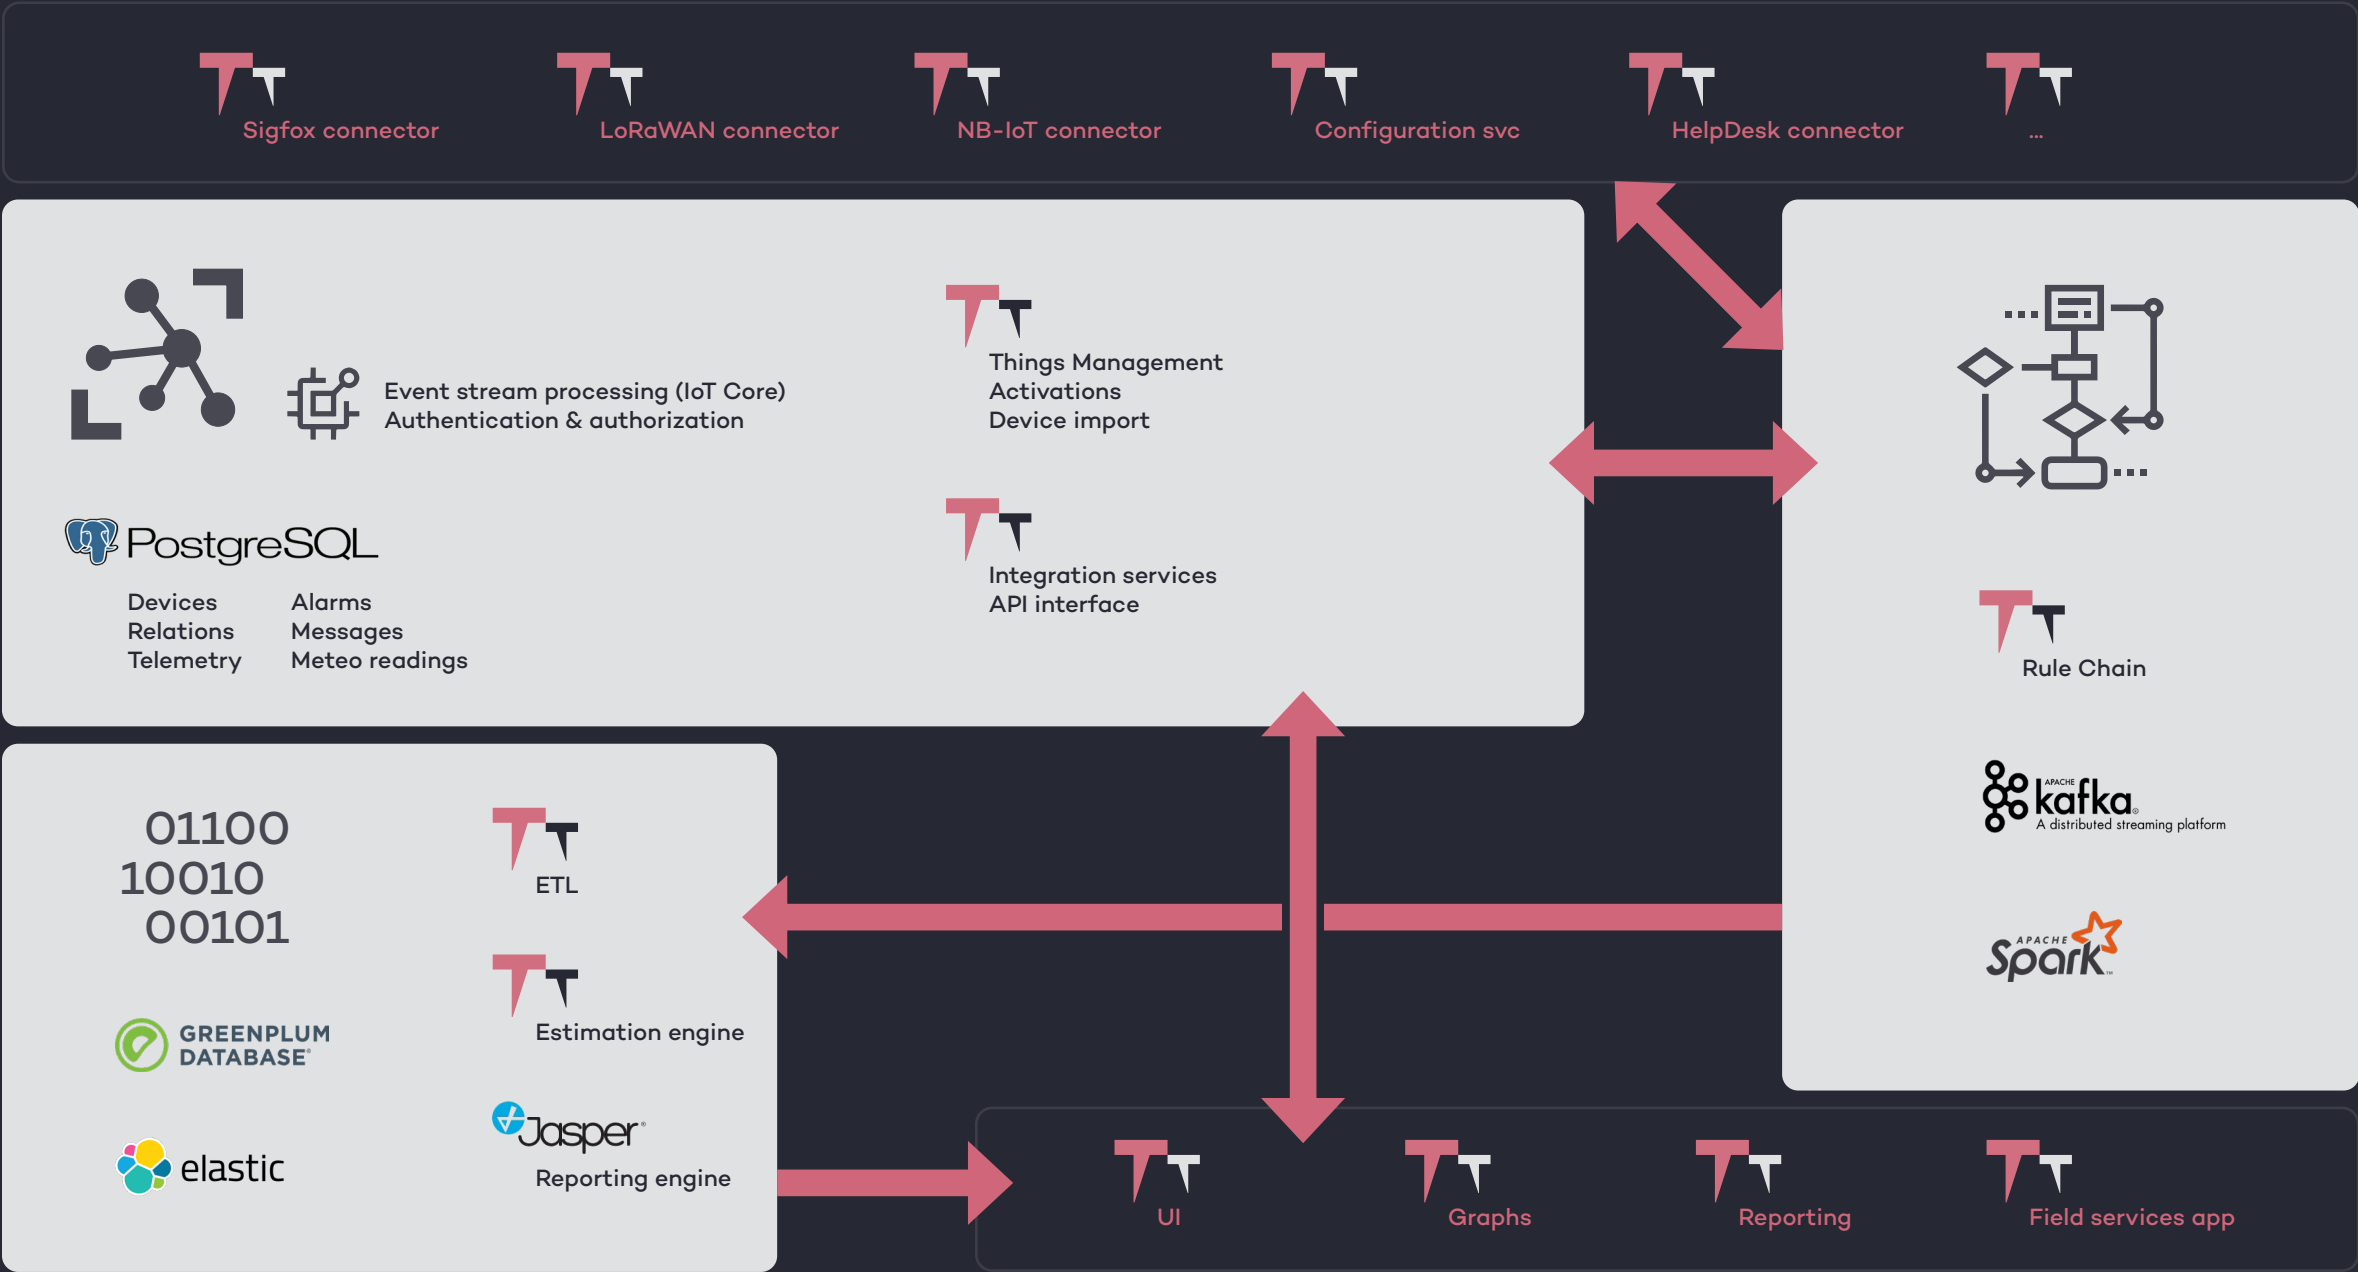 Sigfox connector
LoRaWAN connector
NB-IoT connector
Configuration svc
HelpDesk connector
...
Event stream processing (IoT Core)
Authentication & authorization
PostgreSQL
Devices
Relations
Telemetry
Alarms
Messages
Meteo readings
Things Management
Activations
Device import
Integration services
API interface
Rule Chain
APACHE
kafka®
A distributed streaming platform
APACHE
Spark™
01100
10010
00101
GREENPLUM
DATABASE®
elastic
ETL
Estimation engine
Jasper®
Reporting engine
UI
Graphs
Reporting
Field services app